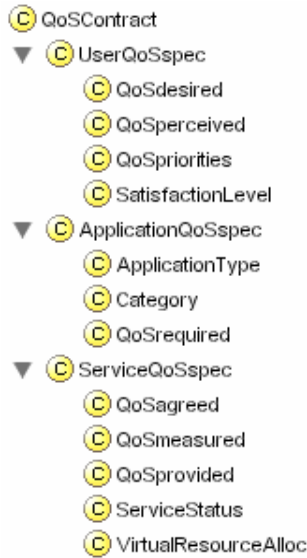 C QoSContract
C UserQoSspec
C QoSdesired
C QoSperceived
C QoSpriorities
C SatisfactionLevel
C ApplicationQoSspec
C ApplicationType
C Category
C QoSrequired
C ServiceQoSspec
C QoSagreed
C QoSmeasured
C QoSprovided
C ServiceStatus
C VirtualResourceAlloc